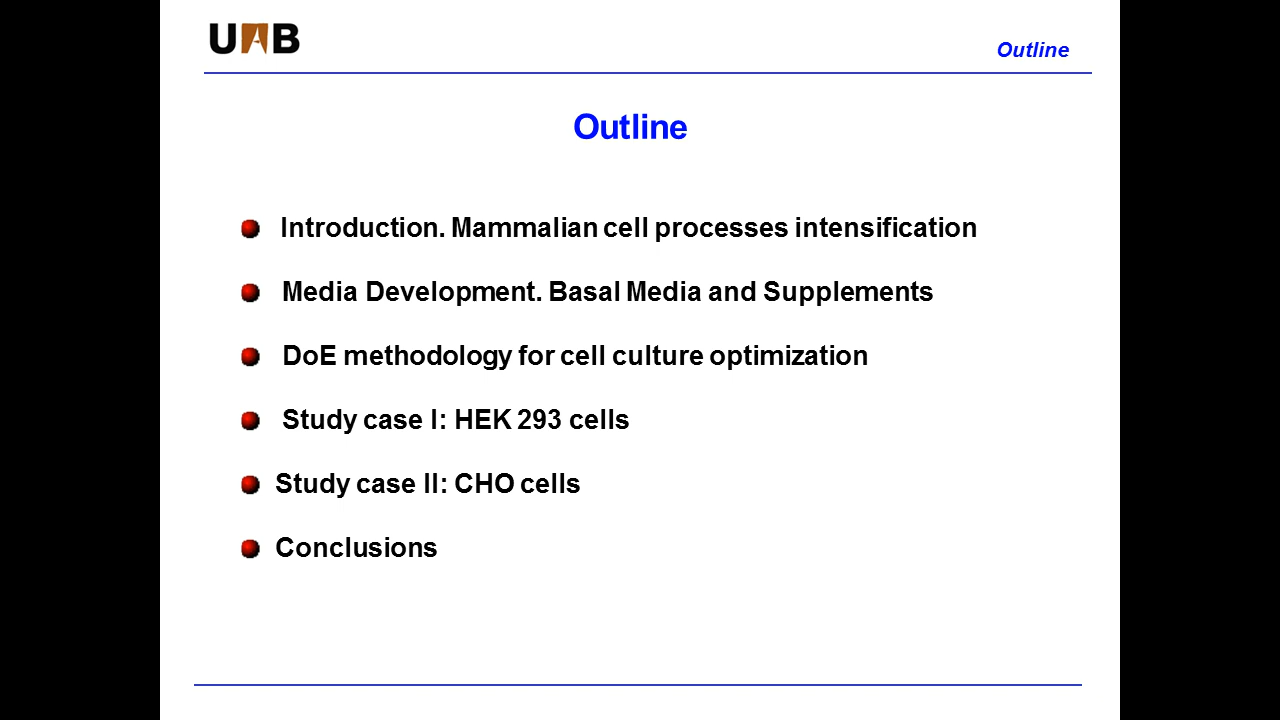 UAB
Outline
Outline
Introduction. Mammalian cell processes intensification
Media Development. Basal Media and Supplements
DoE methodology for cell culture optimization
Study case I: HEK 293 cells
Study case II: CHO cells
Conclusions